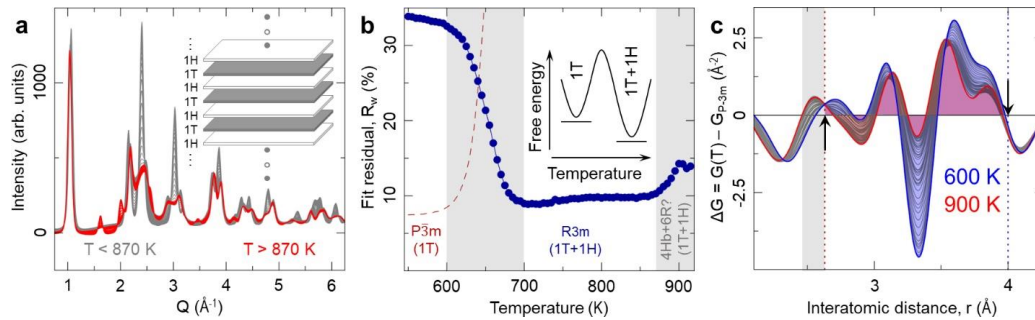 a
Intensity (arb. units)
1000
0
⋮
1H
1T
1H
1T
1H
1T
1H
⋮
T < 870 K
T > 870 K
1 2 3 4 5 6
Q (Å⁻¹)
b
Fit residual, Rw (%)
30
20
10
Free energy
1T
1T+1H
Temperature
P3̅m
(1T)
R3m
(1T+1H)
4Hb+6R?
(1T+1H)
600 700 800 900
Temperature (K)
c
ΔG = G(T) − GP-3m (Å⁻²)
2.5
0
-2.5
600 K
900 K
3 4
Interatomic distance, r (Å)